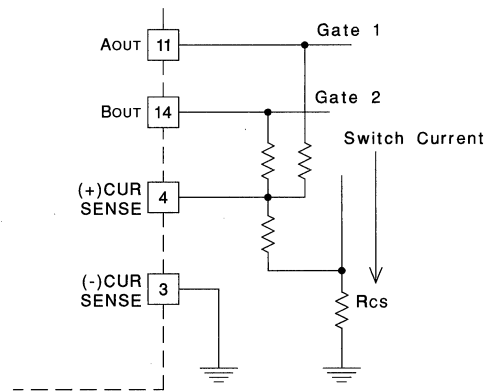 AOUT 11 Gate 1
BOUT 14 Gate 2
Switch Current
(+)CUR
SENSE 4
(-)CUR
SENSE 3
RCS